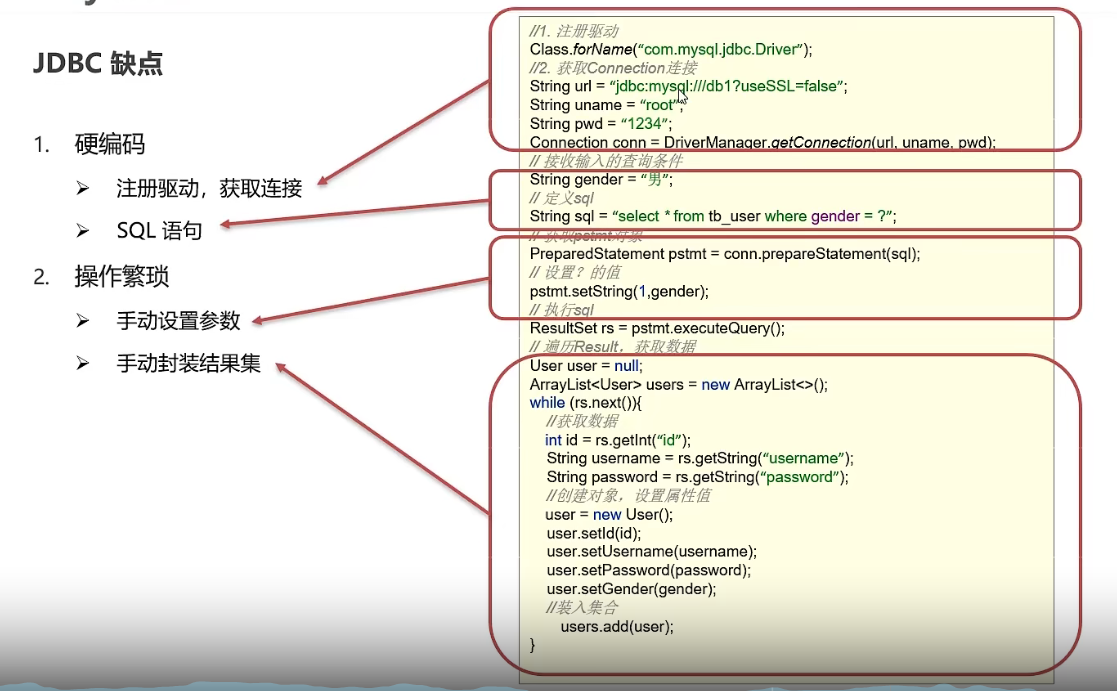 JDBC 缺点
1. 硬编码
➢ 注册驱动，获取连接
➢ SQL 语句
2. 操作繁琐
➢ 手动设置参数
➢ 手动封装结果集
//1. 注册驱动
Class.forName(“com.mysql.jdbc.Driver”);
//2. 获取Connection连接
String url = “jdbc:mysql:///db1?useSSL=false”;
String uname = “root”;
String pwd = “1234”;
Connection conn = DriverManager.getConnection(url, uname, pwd);
// 接收输入的查询条件
String gender = “男”;
// 定义sql
String sql = “select * from tb_user where gender = ?”;
// 获取pstmt对象
PreparedStatement pstmt = conn.prepareStatement(sql);
// 设置？的值
pstmt.setString(1,gender);
// 执行sql
ResultSet rs = pstmt.executeQuery();
// 遍历Result，获取数据
User user = null;
ArrayList<User> users = new ArrayList<>();
while (rs.next()){
//获取数据
int id = rs.getInt(“id”);
String username = rs.getString(“username”);
String password = rs.getString(“password”);
//创建对象，设置属性值
user = new User();
user.setId(id);
user.setUsername(username);
user.setPassword(password);
user.setGender(gender);
//装入集合
users.add(user);
}